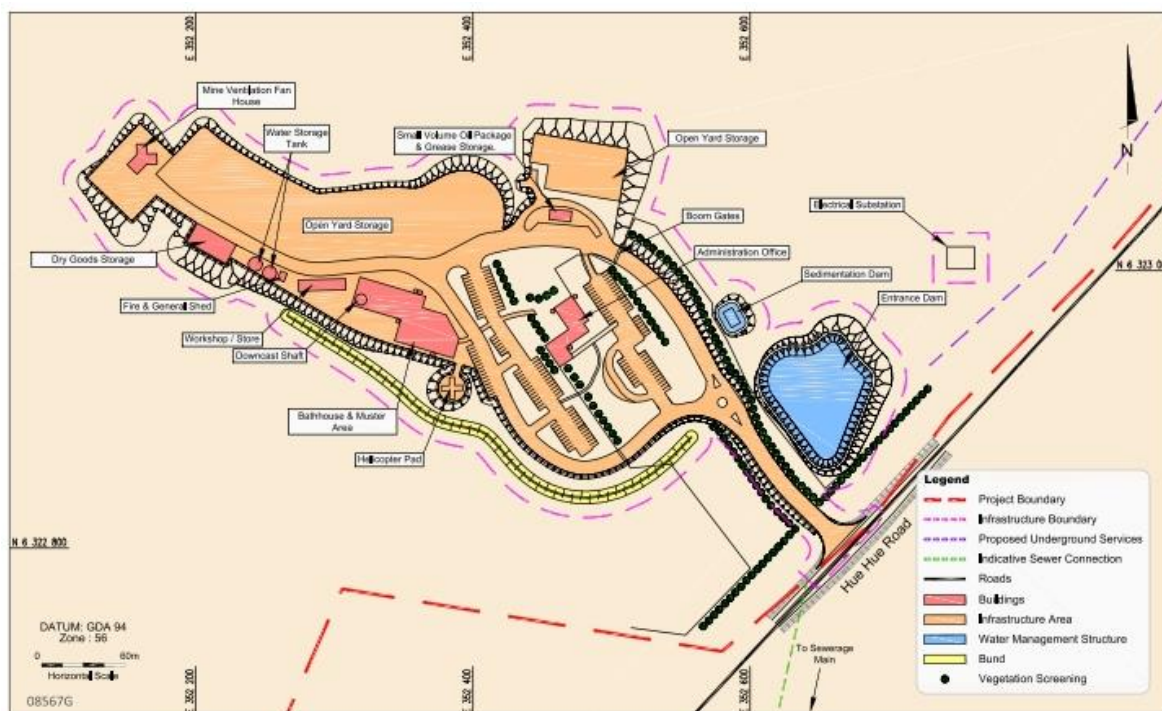 E 352 200
E 352 400
E 352 600
Mine Ventilation Fan
House
Water Storage
Tank
Small Volume Oil Package
& Grease Storage.
Open Yard Storage
N
Boom Gates
Electrical Substation
Administration Office
Open Yard Storage
Dry Goods Storage
Sedimentation Dam
N 6 323 0
Entrance Dam
Fire & General Shed
Workshop / Store
Downcast Shaft
Bathhouse & Muster
Area
Helicopter Pad
Hue Hue Road
N 6 322 800
Legend
Project Boundary
Infrastructure Boundary
Proposed Underground Services
Indicative Sewer Connection
Roads
Buildings
Infrastructure Area
Water Management Structure
Bund
Vegetation Screening
DATUM: GDA 94
Zone : 56
0 60m
Horizontal Scale
To Sewerage
Main
08567G
E 352 200
E 352 400
E 352 600